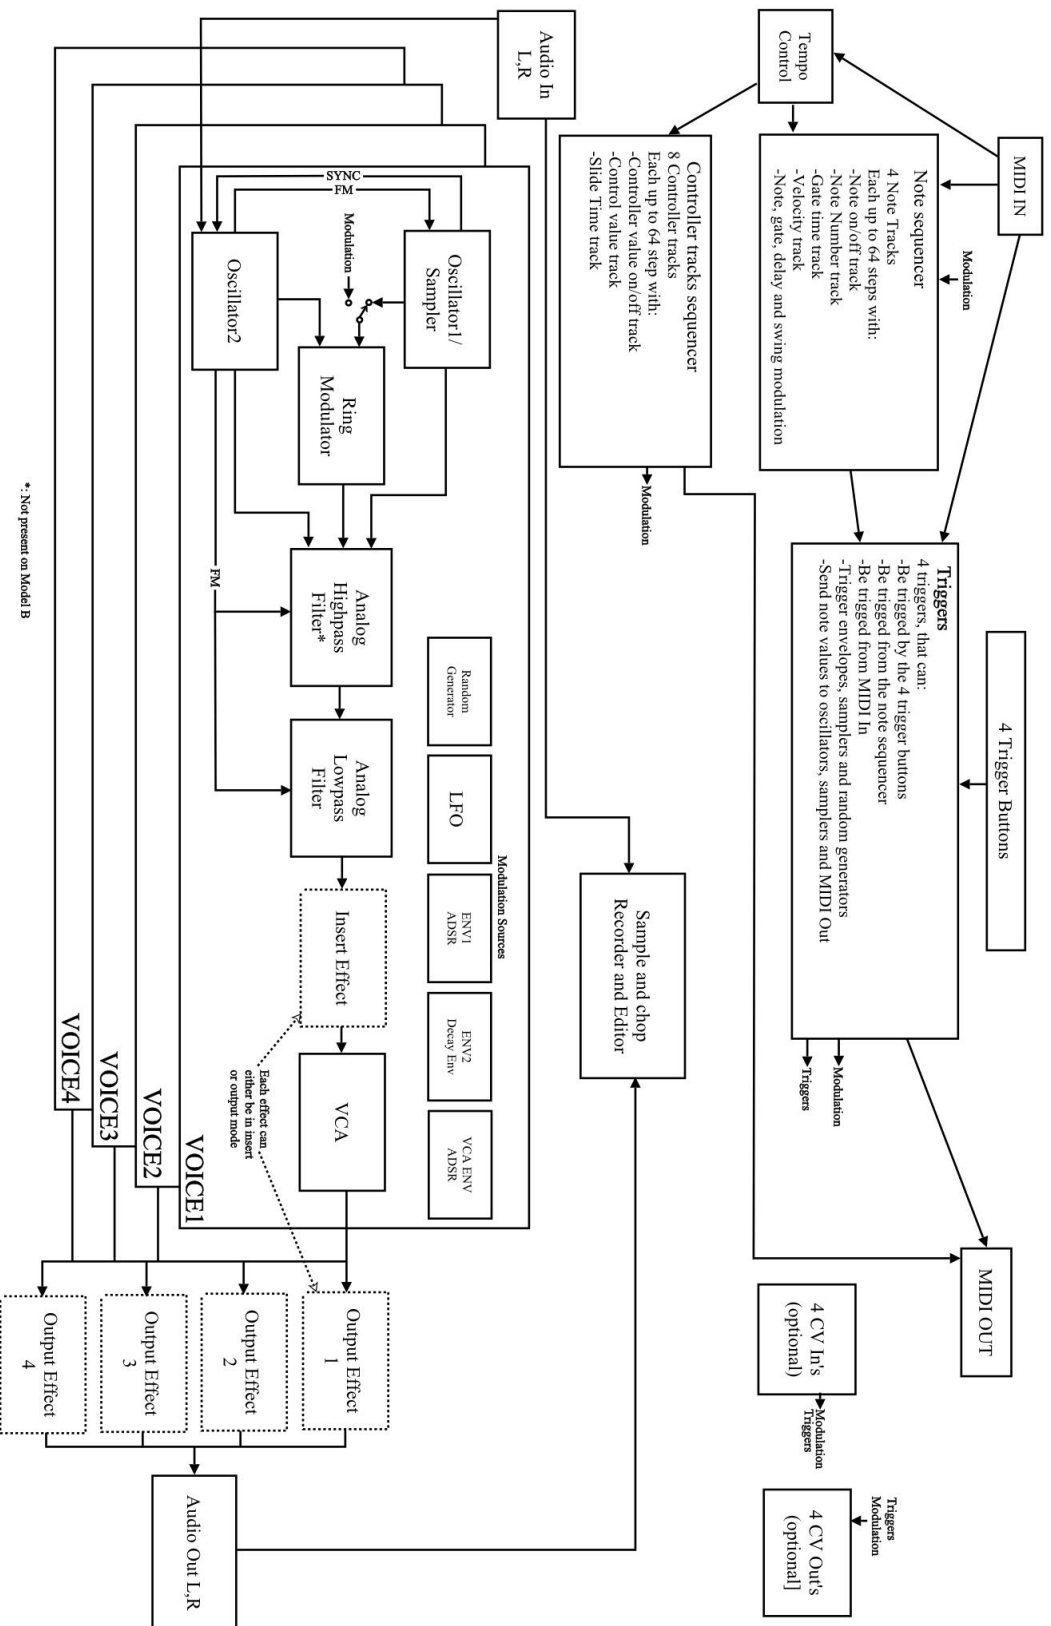 MIDI IN
Tempo
Control
Note sequencer
4 Note Tracks
Each up to 64 steps with:
-Note on/off track
-Note Number track
-Gate time track
-Velocity track
-Note, gate, delay and swing modulation
Modulation
4 Trigger Buttons
Triggers
4 triggers, that can:
-Be trigged by the 4 trigger buttons
-Be trigged from the note sequencer
-Be trigged from MIDI In
-Trigger envelopes, samplers and random generators
-Send note values to oscillators, samplers and MIDI Out
Modulation
Triggers
MIDI OUT
4 CV In's
(optional)
Modulation
Triggers
Triggers
Modulation
4 CV Out's
(optional]
Controller tracks sequencer
8 Controller tracks
Each up to 64 step with:
-Controller value on/off track
-Control value track
-Slide Time track
Modulation
Audio In
L,R
Sample and chop
Recorder and Editor
Modulation Sources
Random
Generator
LFO
ENV1
ADSR
ENV2
Decay Env
VCA ENV
ADSR
Oscillator1/
Sampler
SYNC
FM
Modulation
Oscillator2
Ring
Modulator
Analog
Highpass
Filter*
Analog
Lowpass
Filter
FM
Insert Effect
VCA
Each effect can
either be in insert
or output mode
VOICE1
VOICE2
VOICE3
VOICE4
Output Effect
1
Output Effect
2
Output Effect
3
Output Effect
4
Audio Out L,R
*: Not present on Model B